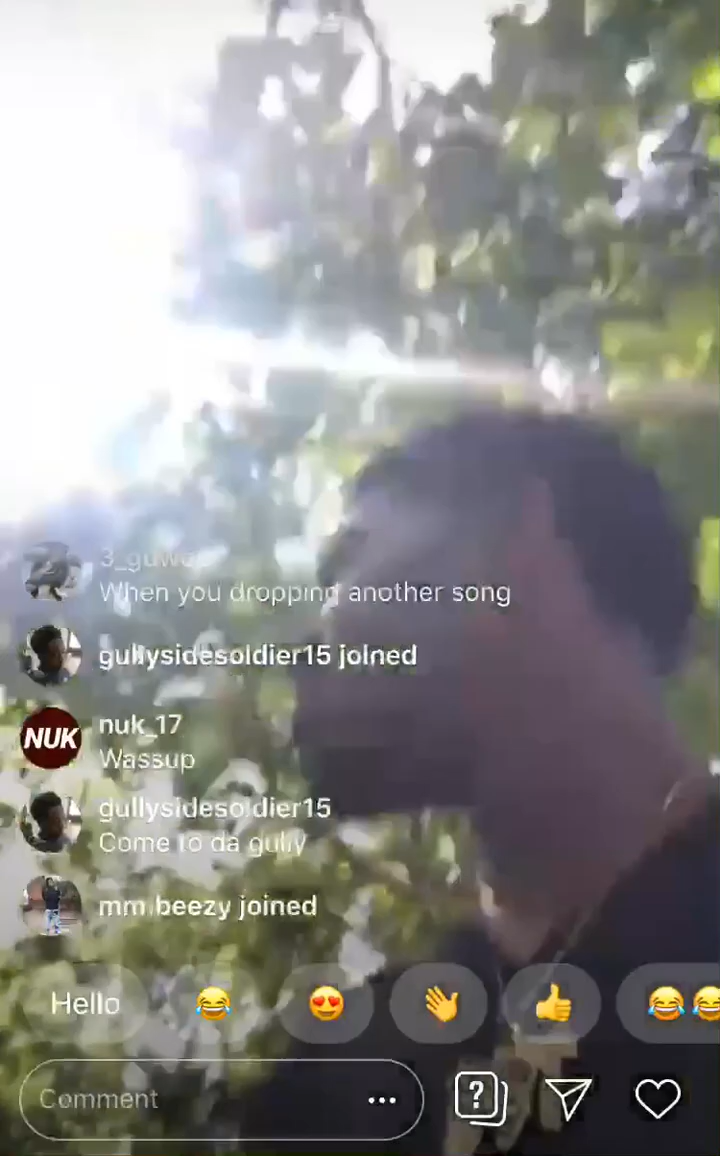 When you dropping another song
gullysidesoldier15 joined
NUK
nuk_17
Wassup
gullysidesoldier15
Come to da gully
mm.beezy joined
Hello
Comment
?